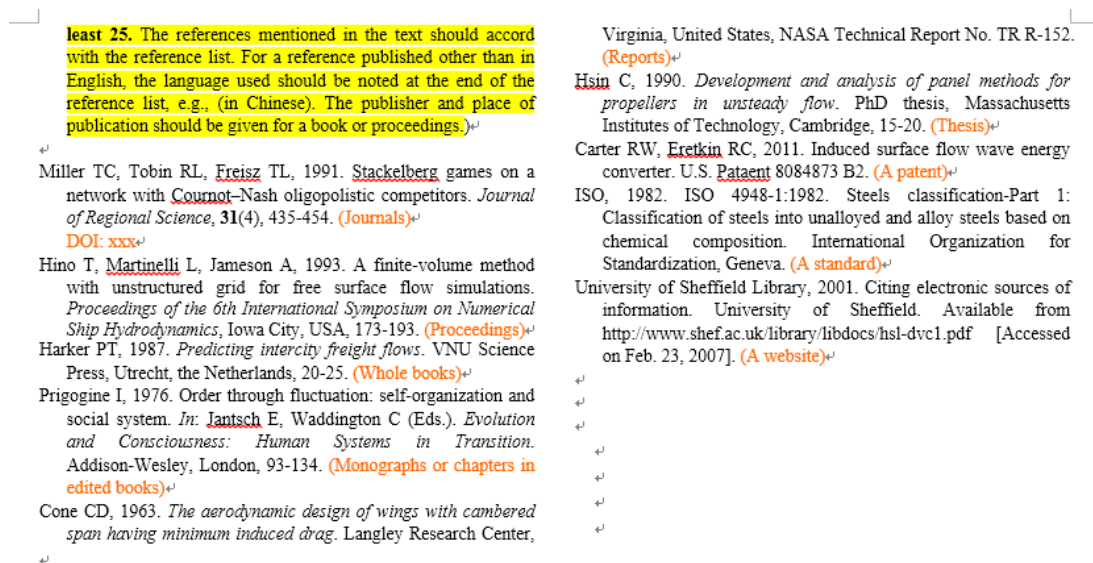 least 25. The references mentioned in the text should accord
with the reference list. For a reference published other than in
English, the language used should be noted at the end of the
reference list, e.g., (in Chinese). The publisher and place of
publication should be given for a book or proceedings.)
Miller TC, Tobin RL, Freisz TL, 1991. Stackelberg games on a
network with Cournot–Nash oligopolistic competitors. Journal
of Regional Science, 31(4), 435-454. (Journals)
DOI: xxx
Hino T, Martinelli L, Jameson A, 1993. A finite-volume method
with unstructured grid for free surface flow simulations.
Proceedings of the 6th International Symposium on Numerical
Ship Hydrodynamics, Iowa City, USA, 173-193. (Proceedings)
Harker PT, 1987. Predicting intercity freight flows. VNU Science
Press, Utrecht, the Netherlands, 20-25. (Whole books)
Prigogine I, 1976. Order through fluctuation: self-organization and
social system. In: Jantsch E, Waddington C (Eds.). Evolution
and Consciousness: Human Systems in Transition.
Addison-Wesley, London, 93-134. (Monographs or chapters in
edited books)
Cone CD, 1963. The aerodynamic design of wings with cambered
span having minimum induced drag. Langley Research Center,
Virginia, United States, NASA Technical Report No. TR R-152.
(Reports)
Hsin C, 1990. Development and analysis of panel methods for
propellers in unsteady flow. PhD thesis, Massachusetts
Institutes of Technology, Cambridge, 15-20. (Thesis)
Carter RW, Eretkin RC, 2011. Induced surface flow wave energy
converter. U.S. Pataent 8084873 B2. (A patent)
ISO, 1982. ISO 4948-1:1982. Steels classification-Part 1:
Classification of steels into unalloyed and alloy steels based on
chemical composition. International Organization for
Standardization, Geneva. (A standard)
University of Sheffield Library, 2001. Citing electronic sources of
information. University of Sheffield. Available from
http://www.shef.ac.uk/library/libdocs/hsl-dvc1.pdf [Accessed
on Feb. 23, 2007]. (A website)